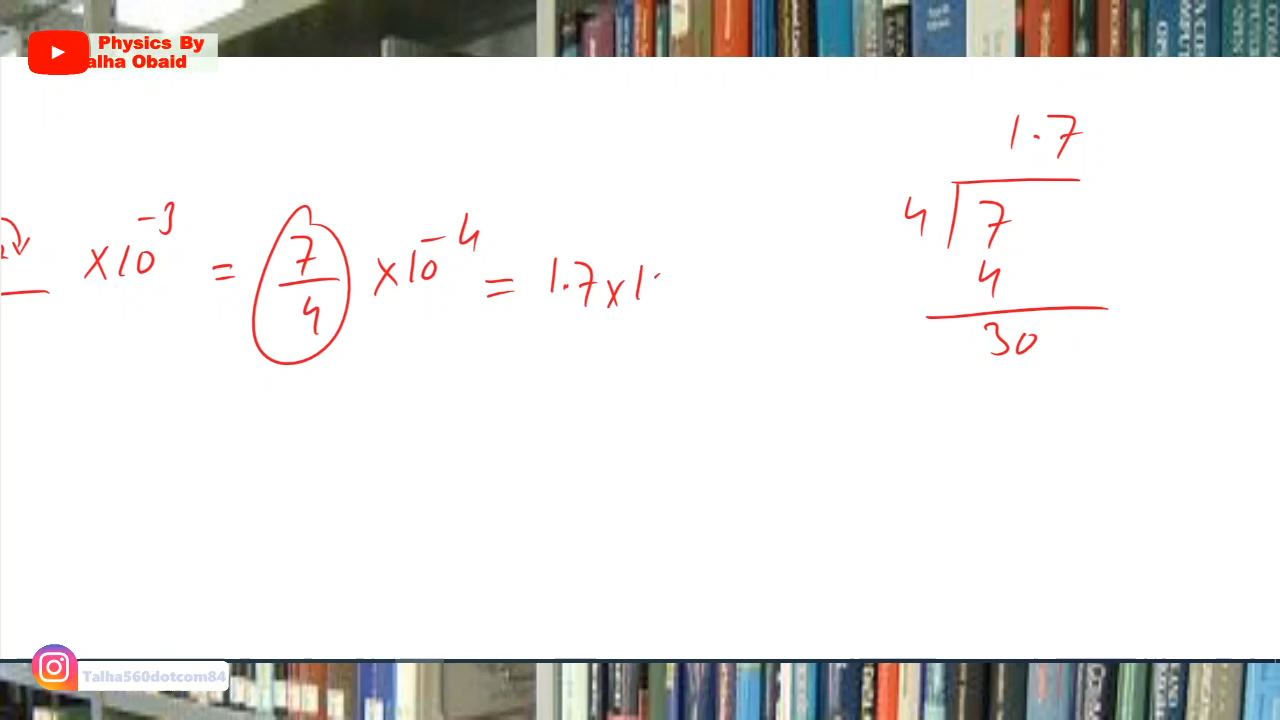 Physics By
alha Obaid
×10⁻³ = 7/4 ×10⁻⁴ = 1.7×1
1.7
4 7
4
30
Talha560dotcom84